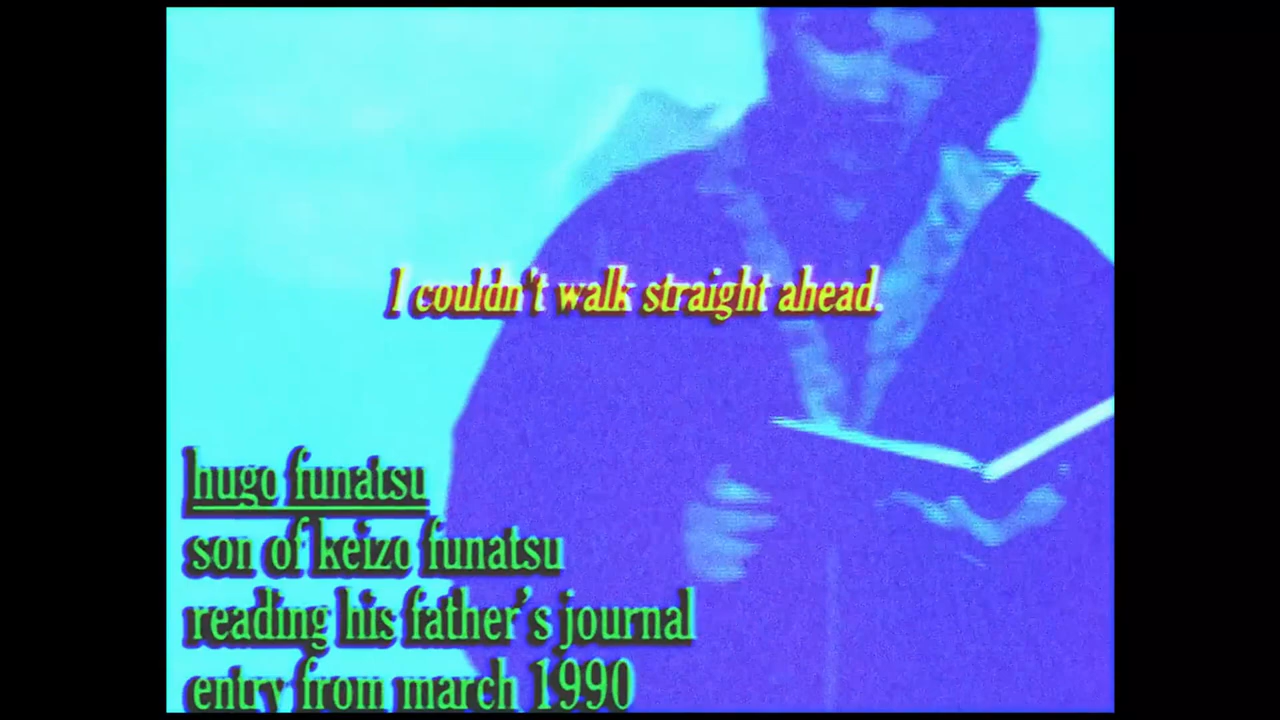 I couldn't walk straight ahead.
hugo funatsu
son of keizo funatsu
reading his father's journal
entry from march 1990